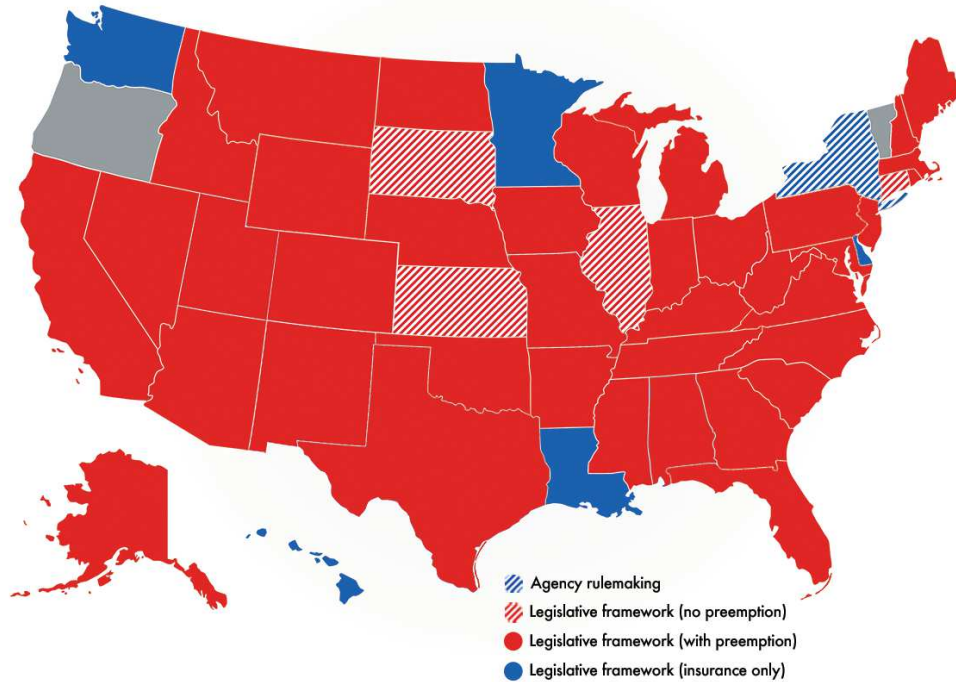 Agency rulemaking
Legislative framework (no preemption)
Legislative framework (with preemption)
Legislative framework (insurance only)